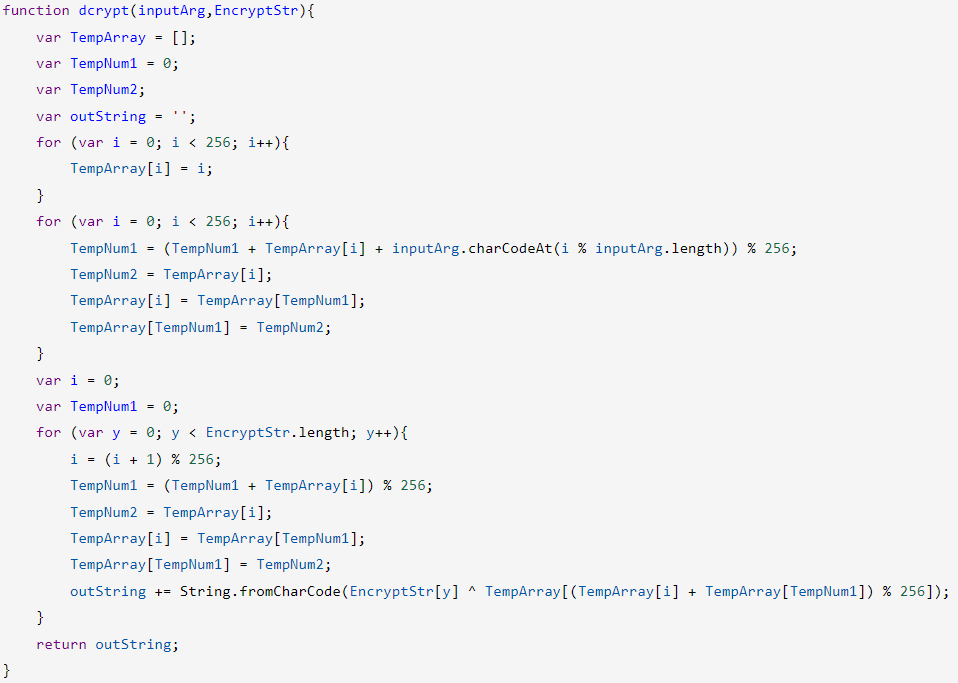 function dcrypt(inputArg,EncryptStr){
    var TempArray = [];
    var TempNum1 = 0;
    var TempNum2;
    var outString = '';
    for (var i = 0; i < 256; i++){
        TempArray[i] = i;
    }
    for (var i = 0; i < 256; i++){
        TempNum1 = (TempNum1 + TempArray[i] + inputArg.charCodeAt(i % inputArg.length)) % 256;
        TempNum2 = TempArray[i];
        TempArray[i] = TempArray[TempNum1];
        TempArray[TempNum1] = TempNum2;
    }
    var i = 0;
    var TempNum1 = 0;
    for (var y = 0; y < EncryptStr.length; y++){
        i = (i + 1) % 256;
        TempNum1 = (TempNum1 + TempArray[i]) % 256;
        TempNum2 = TempArray[i];
        TempArray[i] = TempArray[TempNum1];
        TempArray[TempNum1] = TempNum2;
        outString += String.fromCharCode(EncryptStr[y] ^ TempArray[(TempArray[i] + TempArray[TempNum1]) % 256]);
    }
    return outString;
}